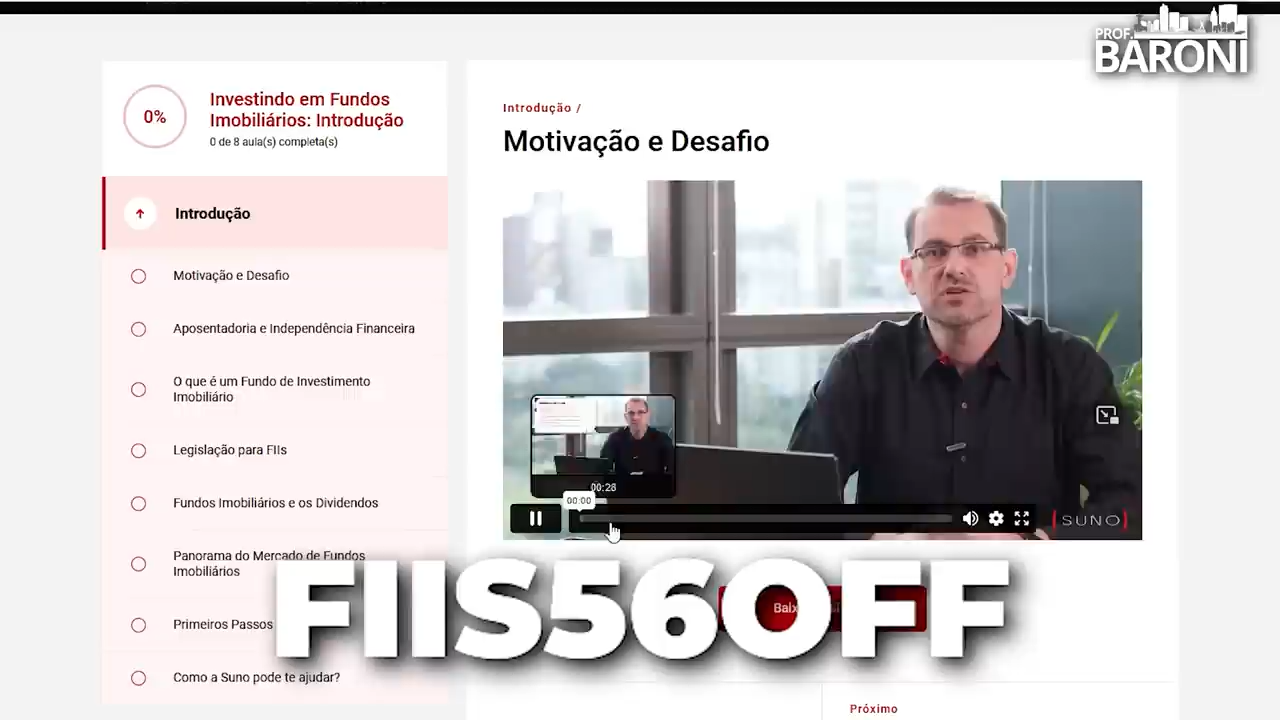 PROF.
BARONI
0%
Investindo em Fundos
Imobiliários: Introdução
0 de 8 aula(s) completa(s)
Introdução
Motivação e Desafio
Aposentadoria e Independência Financeira
O que é um Fundo de Investimento
Imobiliário
Legislação para FIIs
Fundos Imobiliários e os Dividendos
Panorama do Mercado de Fundos
Imobiliários
Primeiros Passos
Como a Suno pode te ajudar?
Introdução /
Motivação e Desafio
00:28
00:00
SUNO
FIIS56OFF
Próximo